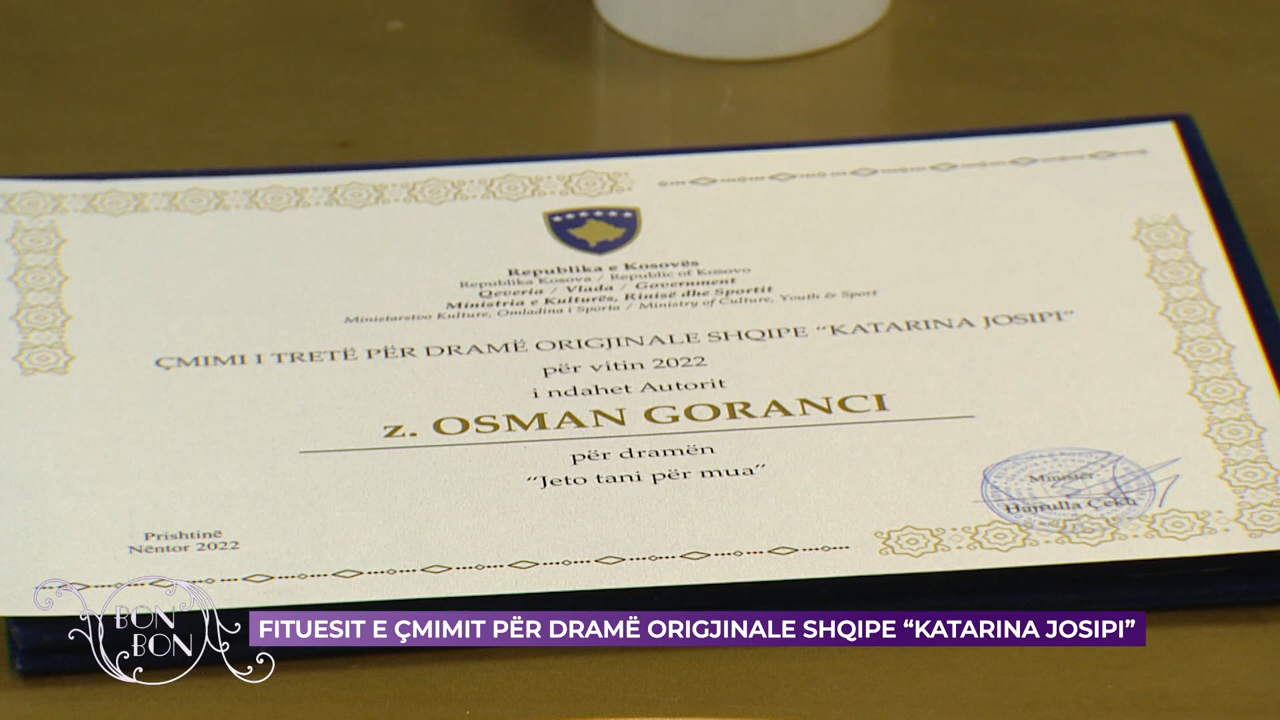 Republika e Kosovës
Republika Kosova / Republic of Kosovo
Qeveria / Vlada / Government
Ministria e Kulturës, Rinisë dhe Sportit
Ministarstvo Kulture, Omladina i Sporta / Ministry of Culture, Youth & Sport
ÇMIMI I TRETË PËR DRAMË ORIGJINALE SHQIPE “KATARINA JOSIPI”
për vitin 2022
i ndahet Autorit
z. OSMAN GORANCI
për dramën
“Jeto tani për mua”
Ministër
Hajrulla Çeku
Prishtinë
Nëntor 2022
BON
BON
FITUESIT E ÇMIMIT PËR DRAMË ORIGJINALE SHQIPE “KATARINA JOSIPI”